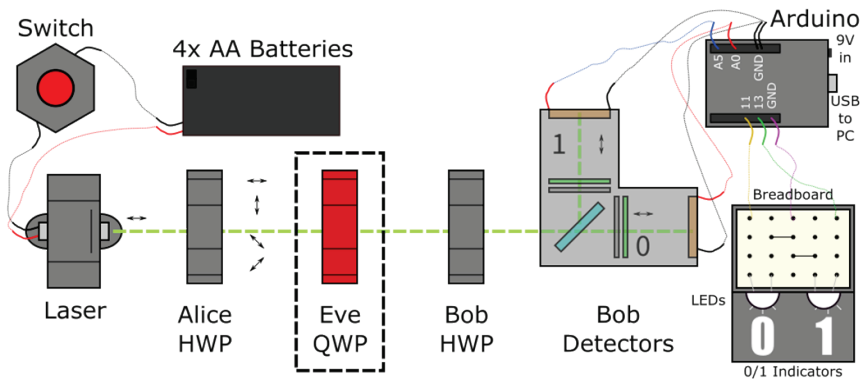 Switch
4x AA Batteries
Arduino
9V
in
A5
A0
GND
11
13
GND
USB
to
PC
1
0
Breadboard
Laser
Alice
HWP
Eve
QWP
Bob
HWP
Bob
Detectors
LEDs
0 1
0/1 Indicators